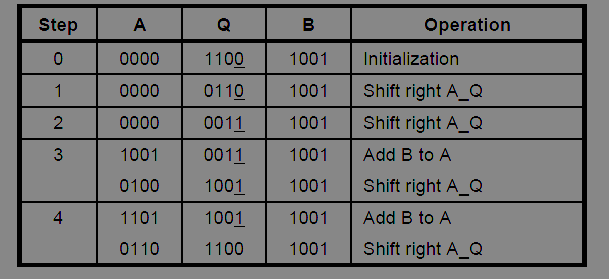 Step A Q B Operation
0 0000 1100 1001 Initialization
1 0000 0110 1001 Shift right A_Q
2 0000 0011 1001 Shift right A_Q
3 1001 0011 1001 Add B to A
0100 1001 1001 Shift right A_Q
4 1101 1001 1001 Add B to A
0110 1100 1001 Shift right A_Q